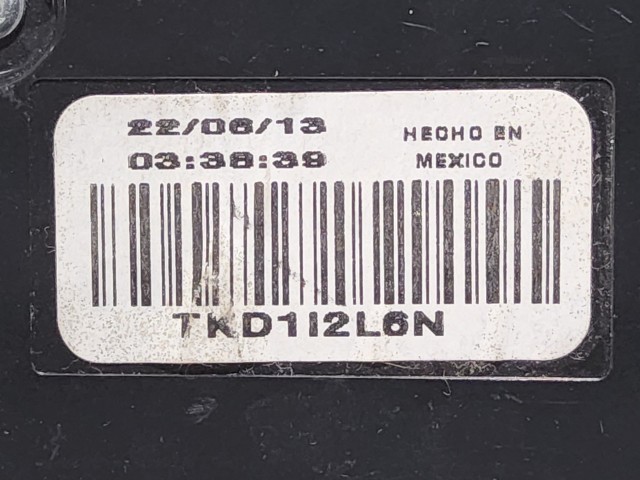 22/06/13
03:38:39
HECHO EN
MEXICO
TKD1I2L6N